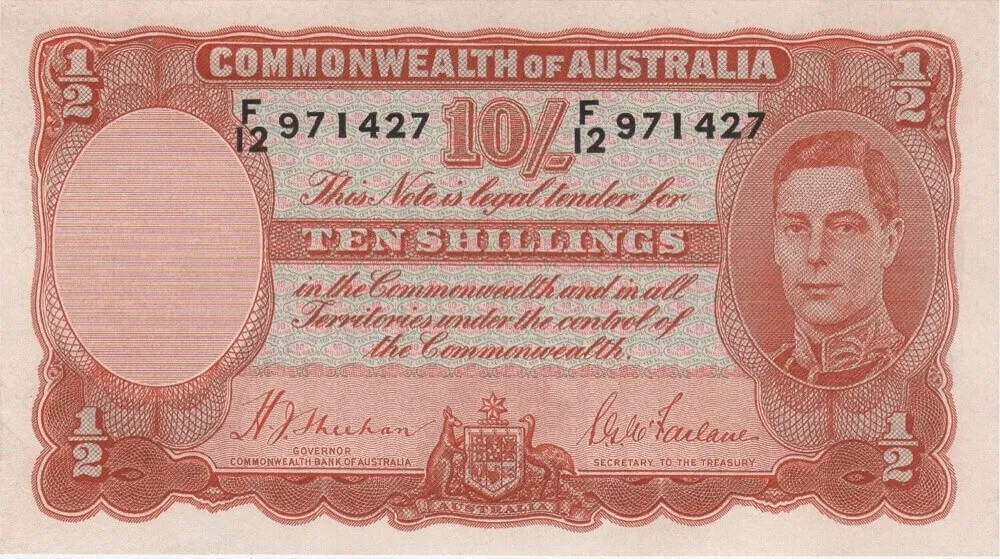 1/2
COMMONWEALTH OF AUSTRALIA
1/2
F/12 971427
10/-
F/12 971427
This Note is legal tender for
TEN SHILLINGS
in the Commonwealth and in all
Territories under the control of
the Commonwealth.
H.J. Sheehan
GOVERNOR
COMMONWEALTH BANK OF AUSTRALIA
S.G. McFarlane
SECRETARY TO THE TREASURY
1/2
AUSTRALIA
1/2